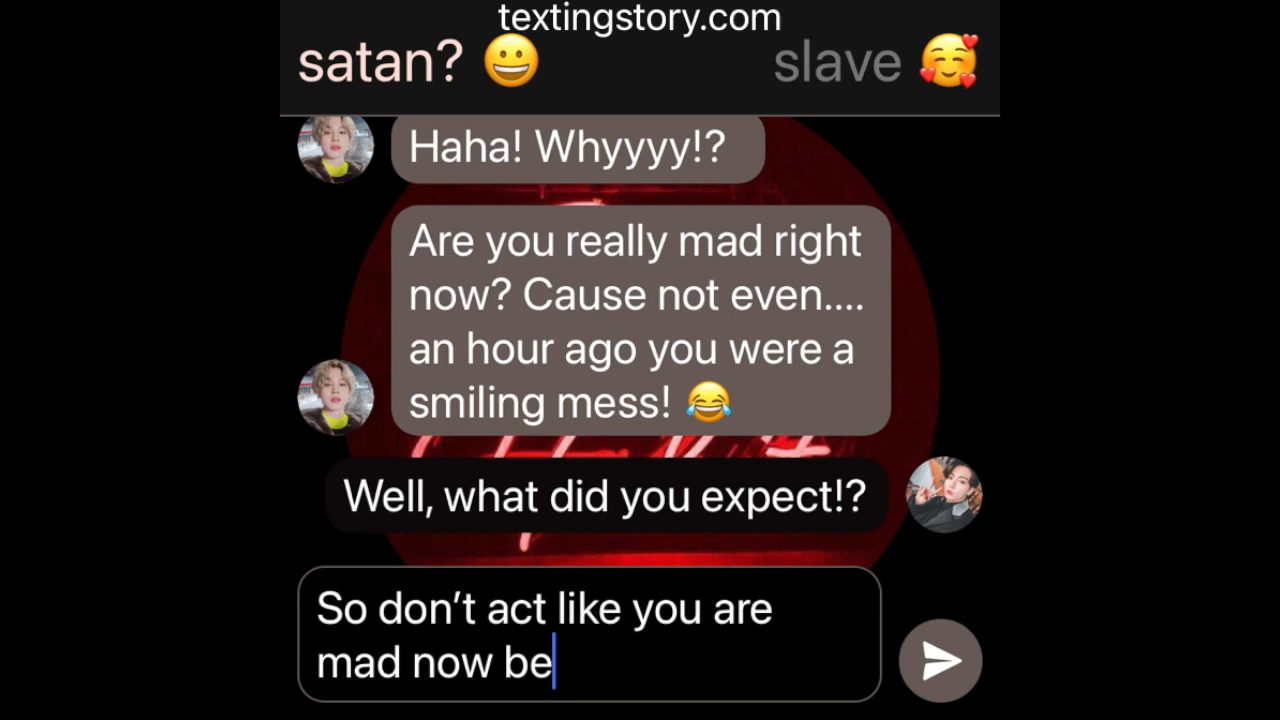 textingstory.com
satan? 😀
slave 🥰
Haha! Whyyyy!?
Are you really mad right
now? Cause not even....
an hour ago you were a
smiling mess! 😂
Well, what did you expect!?
So don’t act like you are
mad now be